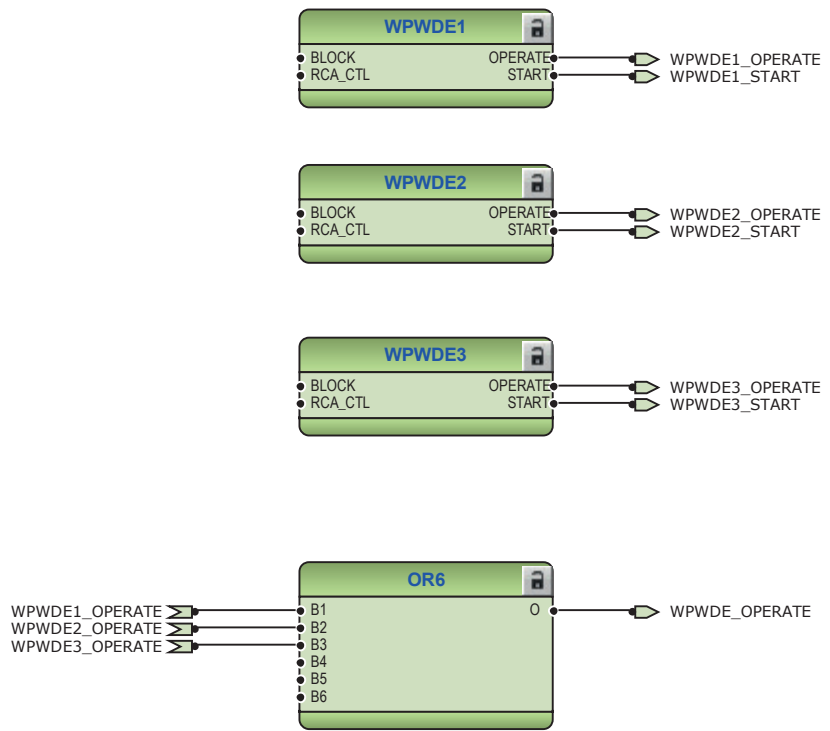 WPWDE1
BLOCK OPERATE WPWDE1_OPERATE
RCA_CTL START WPWDE1_START
WPWDE2
BLOCK OPERATE WPWDE2_OPERATE
RCA_CTL START WPWDE2_START
WPWDE3
BLOCK OPERATE WPWDE3_OPERATE
RCA_CTL START WPWDE3_START
OR6
WPWDE1_OPERATE B1 O WPWDE_OPERATE
WPWDE2_OPERATE B2
WPWDE3_OPERATE B3
B4
B5
B6